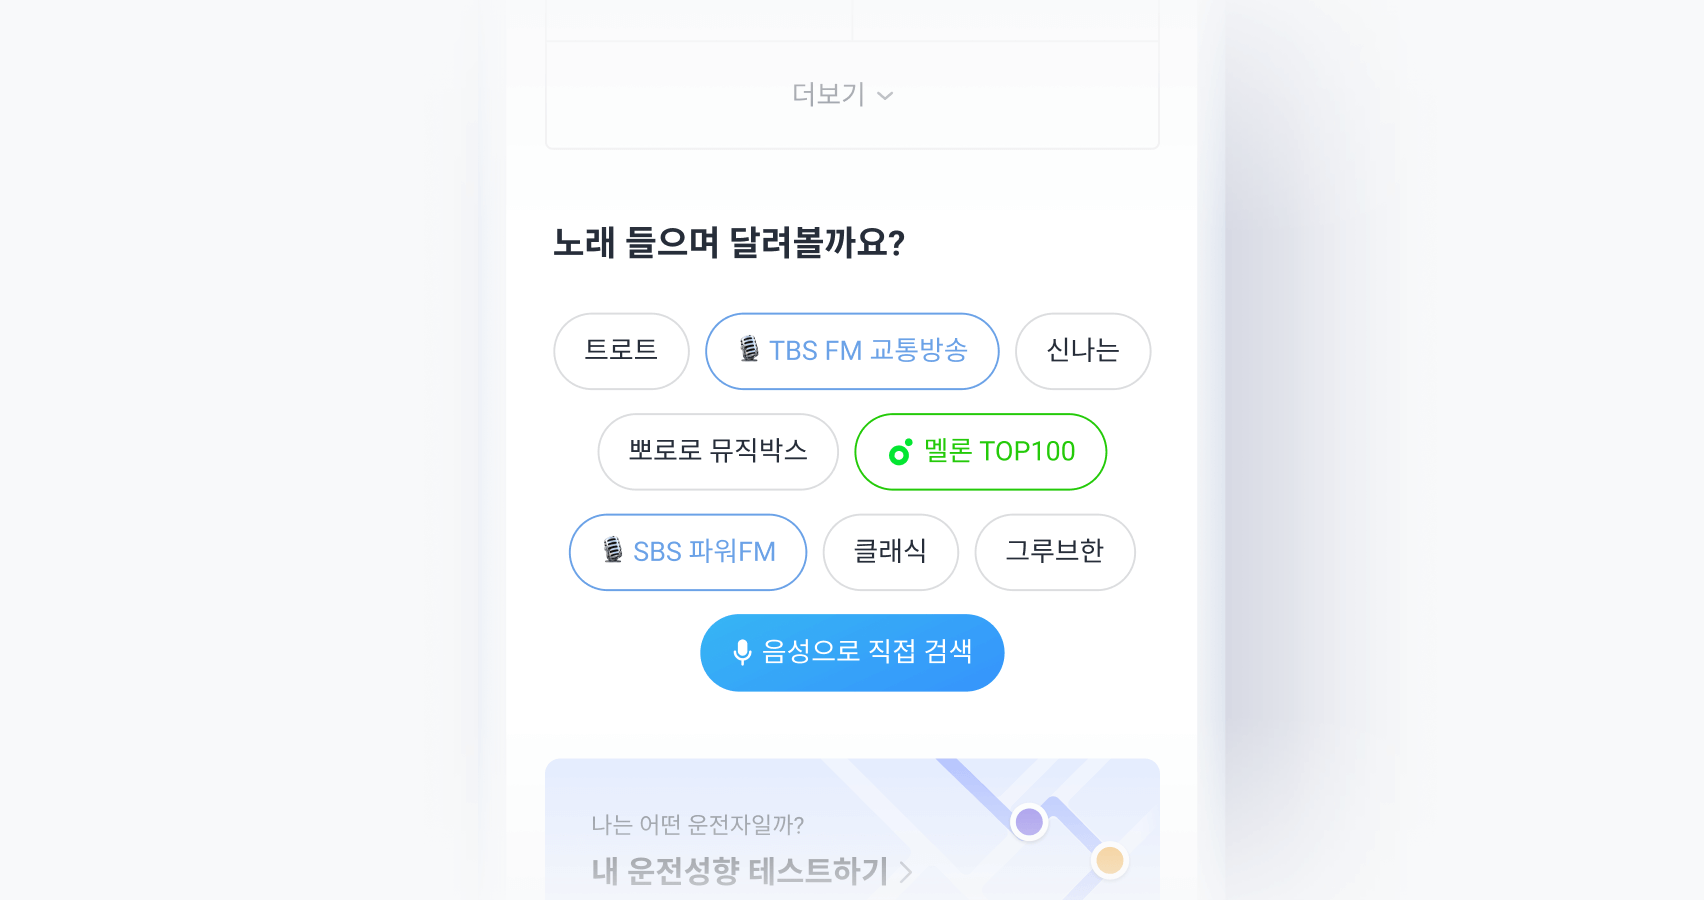 더보기
노래 들으며 달려볼까요?
트로트
TBS FM 교통방송
신나는
뽀로로 뮤직박스
멜론 TOP100
SBS 파워FM
클래식
그루브한
음성으로 직접 검색
나는 어떤 운전자일까?
내 운전성향 테스트하기